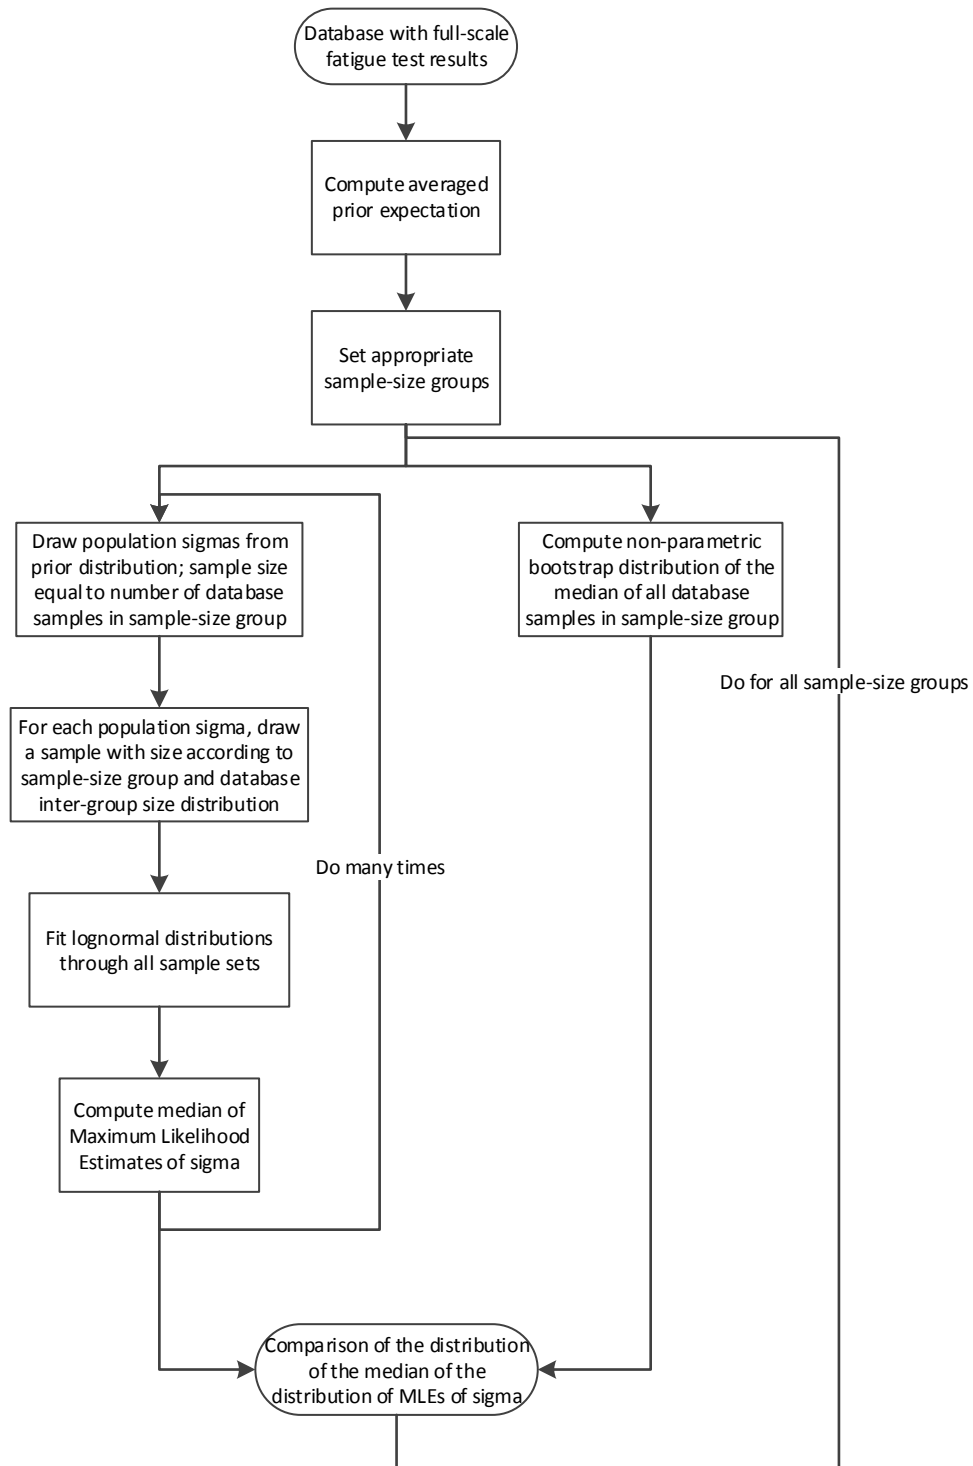 Database with full-scale
fatigue test results
Compute averaged
prior expectation
Set appropriate
sample-size groups
Draw population sigmas from
prior distribution; sample size
equal to number of database
samples in sample-size group
Compute non-parametric
bootstrap distribution of the
median of all database
samples in sample-size group
Do for all sample-size groups
For each population sigma, draw
a sample with size according to
sample-size group and database
inter-group size distribution
Do many times
Fit lognormal distributions
through all sample sets
Compute median of
Maximum Likelihood
Estimates of sigma
Comparison of the distribution
of the median of the
distribution of MLEs of sigma